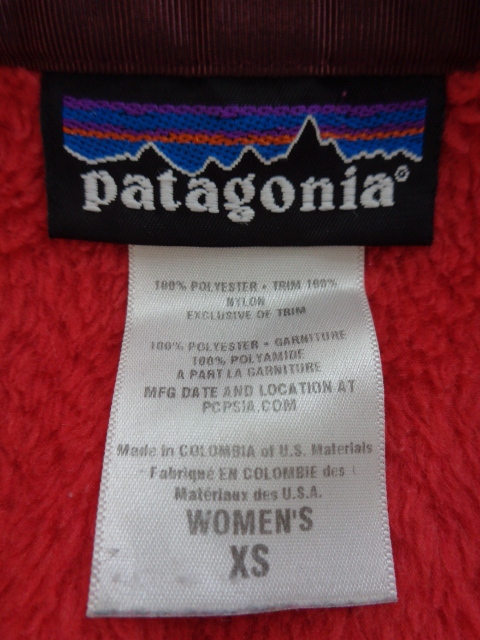 patagonia®
100% POLYESTER • TRIM 100%
NYLON
EXCLUSIVE OF TRIM
100% POLYESTER • GARNITURE
100% POLYAMIDE
A PART LA GARNITURE
MFG DATE AND LOCATION AT
PCPSIA.COM
Made in COLOMBIA of U.S. Materials
Fabriqué EN COLOMBIE des
Matériaux des U.S.A.
WOMEN'S
XS